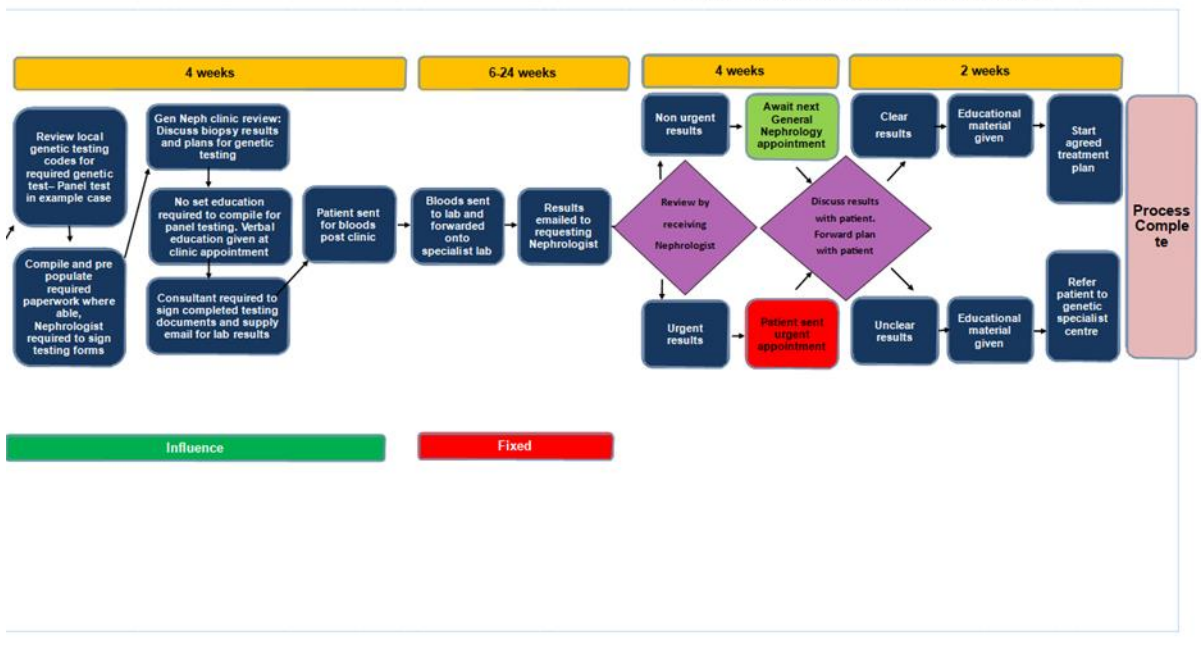 4 weeks
6-24 weeks
4 weeks
2 weeks
Review local
genetic testing
codes for
required genetic
test– Panel test
in example case
Compile and pre
populate
required
paperwork where
able,
Nephrologist
required to sign
testing forms
Gen Neph clinic review:
Discuss biopsy results
and plans for genetic
testing
No set education
required to compile for
panel testing. Verbal
education given at
clinic appointment
Consultant required to
sign completed testing
documents and supply
email for lab results
Patient sent
for bloods
post clinic
Bloods sent
to lab and
forwarded
onto
specialist lab
Results
emailed to
requesting
Nephrologist
Review by
receiving
Nephrologist
Non urgent
results
Await next
General
Nephrology
appointment
Urgent
results
Patient sent
urgent
appointment
Discuss results
with patient.
Forward plan
with patient
Clear
results
Educational
material
given
Start
agreed
treatment
plan
Unclear
results
Educational
material
given
Refer
patient to
genetic
specialist
centre
Process
Comple
te
Influence
Fixed